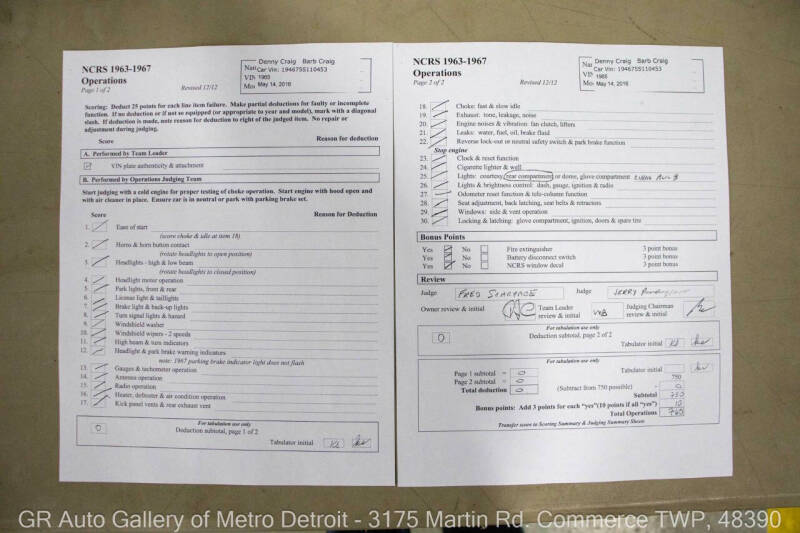 NCRS 1963-1967
Operations
Page 1 of 2
Revised 12/12
Denny Craig Barb Craig
Car Vin: 194675S110453
VIN 1965
Mo May 14, 2016
Scoring: Deduct 25 points for each line item failure. Make partial deductions for faulty or incomplete
function. If no deduction or if not so equipped (or appropriate to year and model), mark with a diagonal
slash. If deduction is made, note reason for deduction to right of the judged item. No repair or
adjustment during judging.
Score Reason for deduction
A. Performed by Team Leader
VIN plate authenticity & attachment
B. Performed by Operations Judging Team
Start judging with a cold engine for proper testing of choke operation. Start engine with hood open and
with air cleaner in place. Ensure car is in neutral or park with parking brake set.
Score Reason for Deduction
1. Ease of start
(score choke & idle at item 18)
2. Horns & horn button contact
(rotate headlights to open position)
3. Headlights - high & low beam
(rotate headlights to closed position)
4. Headlight motor operation
5. Park lights, front & rear
6. License light & taillights
7. Brake light & back-up lights
8. Turn signal lights & hazard
9. Windshield washer
10. Windshield wipers - 2 speeds
11. High beam & turn indicators
12. Headlight & park brake warning indicators
note: 1967 parking brake indicator light does not flash
13. Gauges & tachometer operation
14. Ammeter operation
15. Radio operation
16. Heater, defroster & air condition operation
17. Kick panel vents & rear exhaust vent
For tabulation use only
0 Deduction subtotal, page 1 of 2
Tabulator initial
NCRS 1963-1967
Operations
Page 2 of 2
Revised 12/12
Denny Craig Barb Craig
Car Vin: 194675S110453
VIN 1965
Mo May 14, 2016
18. Choke: fast & slow idle
19. Exhaust: tone, leakage, noise
20. Engine noises & vibration: fan clutch, lifters
21. Leaks: water, fuel, oil, brake fluid
22. Reverse lock-out or neutral safety switch & park brake function
Stop engine
23. Clock & reset function
24. Cigarette lighter & well
25. Lights: courtesy, rear compartment or dome, glove compartment
26. Lights & brightness control: dash, gauge, ignition & radio
27. Odometer reset function & tele-column function
28. Seat adjustment, back latching, seat belts & retractors
29. Windows: side & vent operation
30. Locking & latching: glove compartment, ignition, doors & spare tire
Bonus Points
Yes No Fire extinguisher 3 point bonus
Yes No Battery disconnect switch 3 point bonus
Yes No NCRS window decal 3 point bonus
Review
Judge FRED SCARPACE Judge JERRY
Owner review & initial Team Leader review & initial Judging Chairman review & initial
For tabulation use only
0 Deduction subtotal, page 2 of 2
Tabulator initial
For tabulation use only
Tabulator initial
Page 1 subtotal = 0 750
Page 2 subtotal = 0
Total deduction = 0 (Subtract from 750 possible) - 0
Subtotal 750
Bonus points: Add 3 points for each "yes"(10 points if all "yes") 10
Total Operations 760
Transfer score to Scoring Summary & Judging Summary Sheets
GR Auto Gallery of Metro Detroit - 3175 Martin Rd. Commerce TWP, 48390